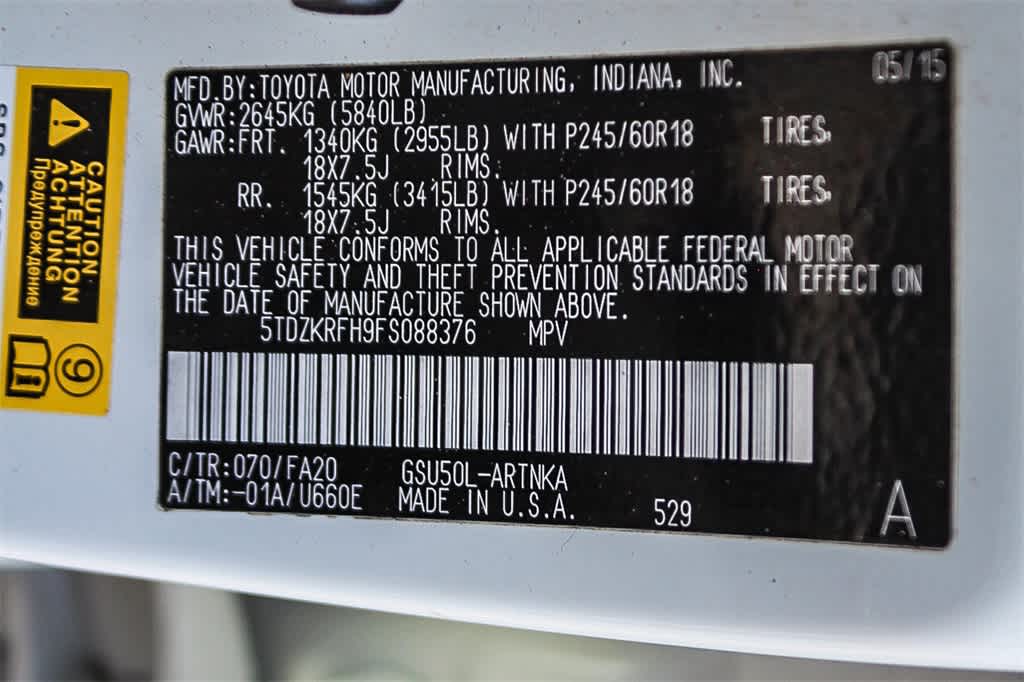 MFD.BY:TOYOTA MOTOR MANUFACTURING, INDIANA, INC. 05/15
GVWR:2645KG (5840LB)
GAWR:FRT. 1340KG (2955LB) WITH P245/60R18 TIRES,
18X7.5J RIMS.
RR. 1545KG (3415LB) WITH P245/60R18 TIRES,
18X7.5J RIMS.
THIS VEHICLE CONFORMS TO ALL APPLICABLE FEDERAL MOTOR
VEHICLE SAFETY AND THEFT PREVENTION STANDARDS IN EFFECT ON
THE DATE OF MANUFACTURE SHOWN ABOVE.
5TDZKRFH9FS088376 MPV
C/TR:070/FA20 GSU50L-ARTNKA
A/TM:-01A/U660E MADE IN U.S.A. 529 A
CAUTION
ATTENTION
ACHTUNG
Предупреждение
9